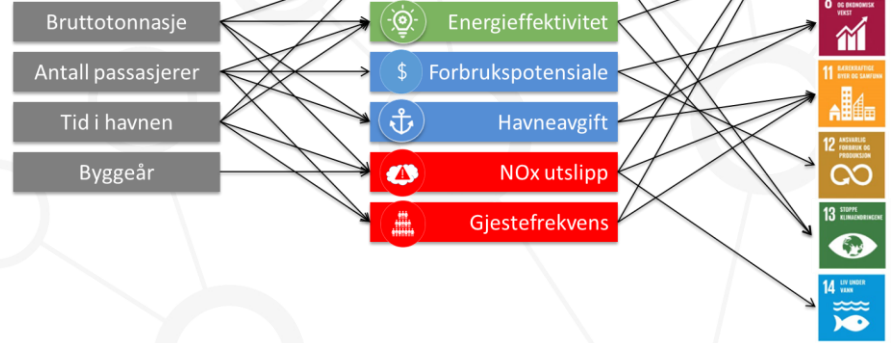 Bruttotonnasje
Antall passasjerer
Tid i havnen
Byggeår
Energieffektivitet
$ Forbrukspotensiale
Havneavgift
NOx utslipp
Gjestefrekvens
8 OG ØKONOMISK
VEKST
11 BÆREKRAFTIGE
BYER OG SAMFUNN
12 ANSVARLIG
FORBRUK OG
PRODUKSJON
13 STOPPE
KLIMAENDRINGENE
14 LIV UNDER
VANN